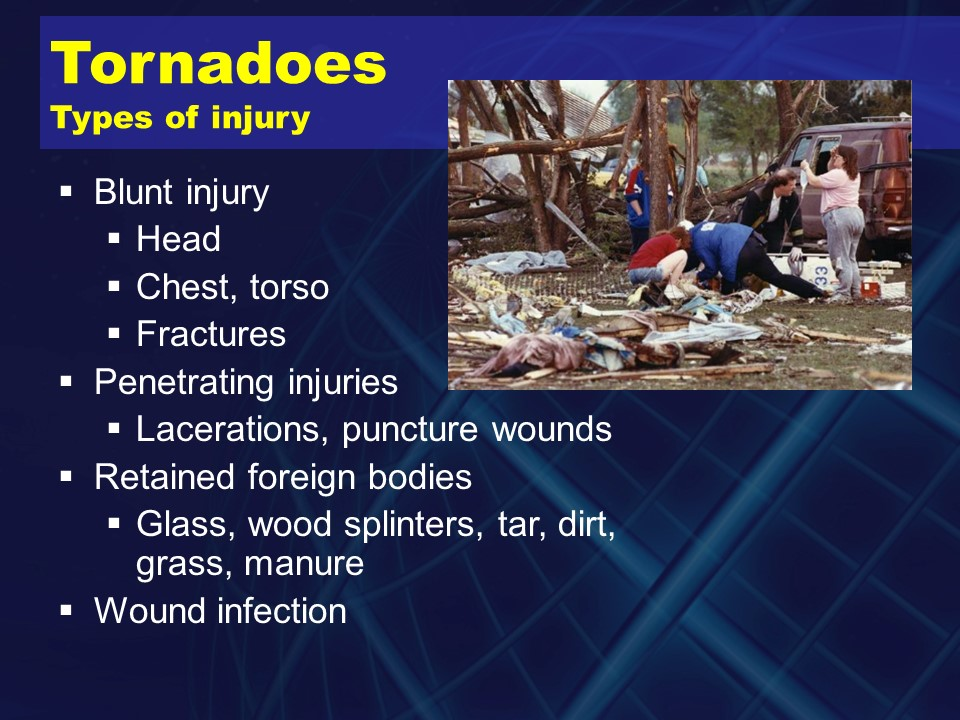 Tornadoes
Types of injury
▪ Blunt injury
▪ Head
▪ Chest, torso
▪ Fractures
▪ Penetrating injuries
▪ Lacerations, puncture wounds
▪ Retained foreign bodies
▪ Glass, wood splinters, tar, dirt,
grass, manure
▪ Wound infection
33